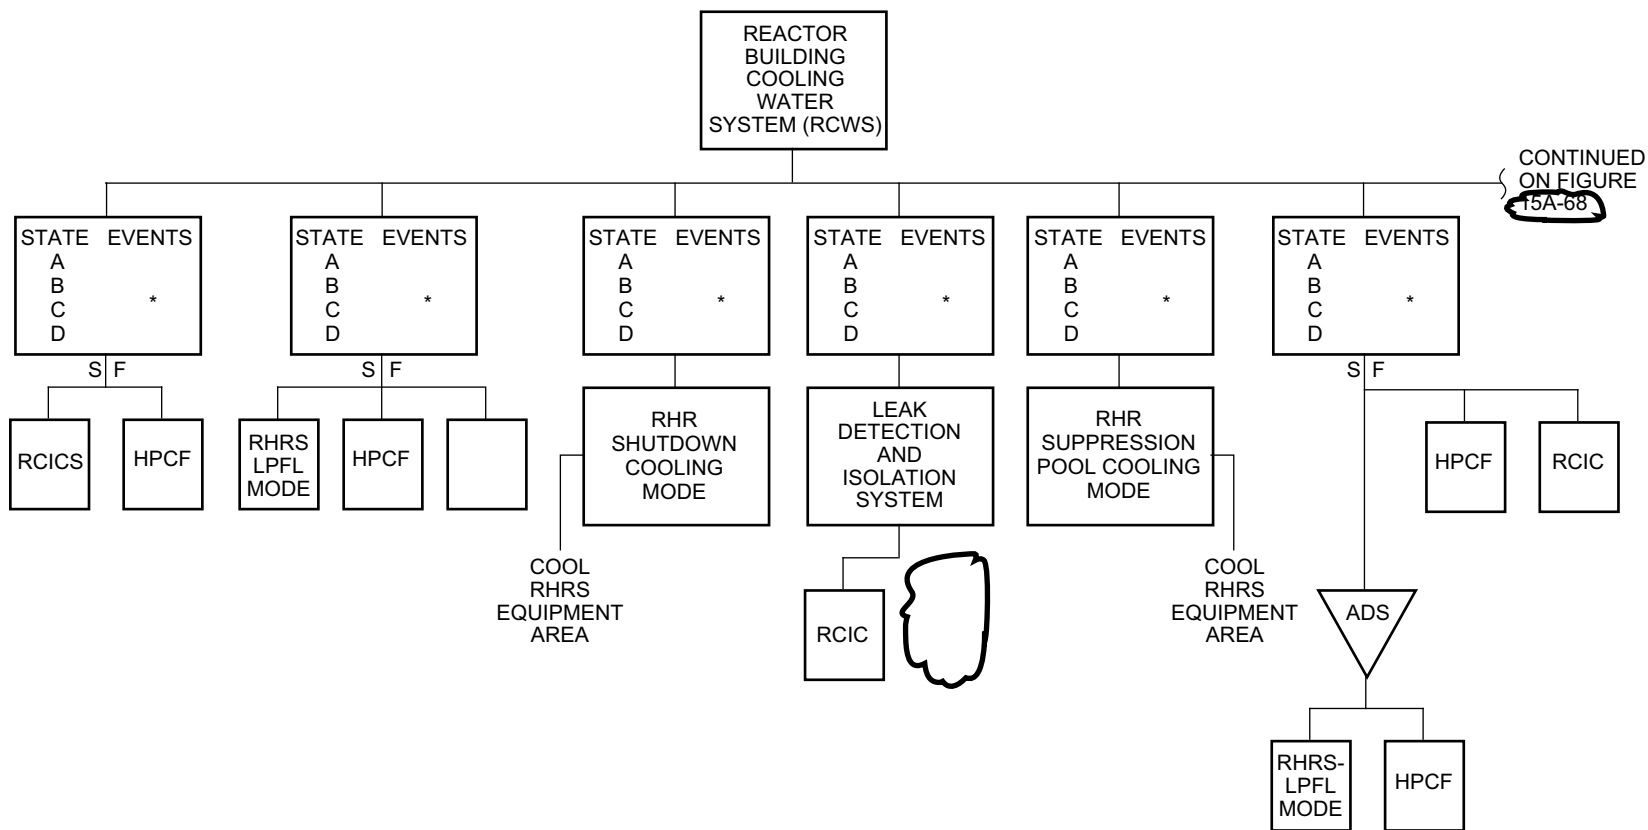 REACTOR
BUILDING
COOLING
WATER
SYSTEM (RCWS)
CONTINUED
ON FIGURE
15A-68
STATE EVENTS
A
B
C *
D
S F
RCICS
HPCF
STATE EVENTS
A
B
C *
D
S F
RHRS
LPFL
MODE
HPCF
STATE EVENTS
A
B
C *
D
RHR
SHUTDOWN
COOLING
MODE
COOL
RHRS
EQUIPMENT
AREA
STATE EVENTS
A
B
C *
D
LEAK
DETECTION
AND
ISOLATION
SYSTEM
RCIC
STATE EVENTS
A
B
C *
D
RHR
SUPPRESSION
POOL COOLING
MODE
COOL
RHRS
EQUIPMENT
AREA
STATE EVENTS
A
B
C *
D
S F
HPCF
RCIC
ADS
RHRS-
LPFL
MODE
HPCF